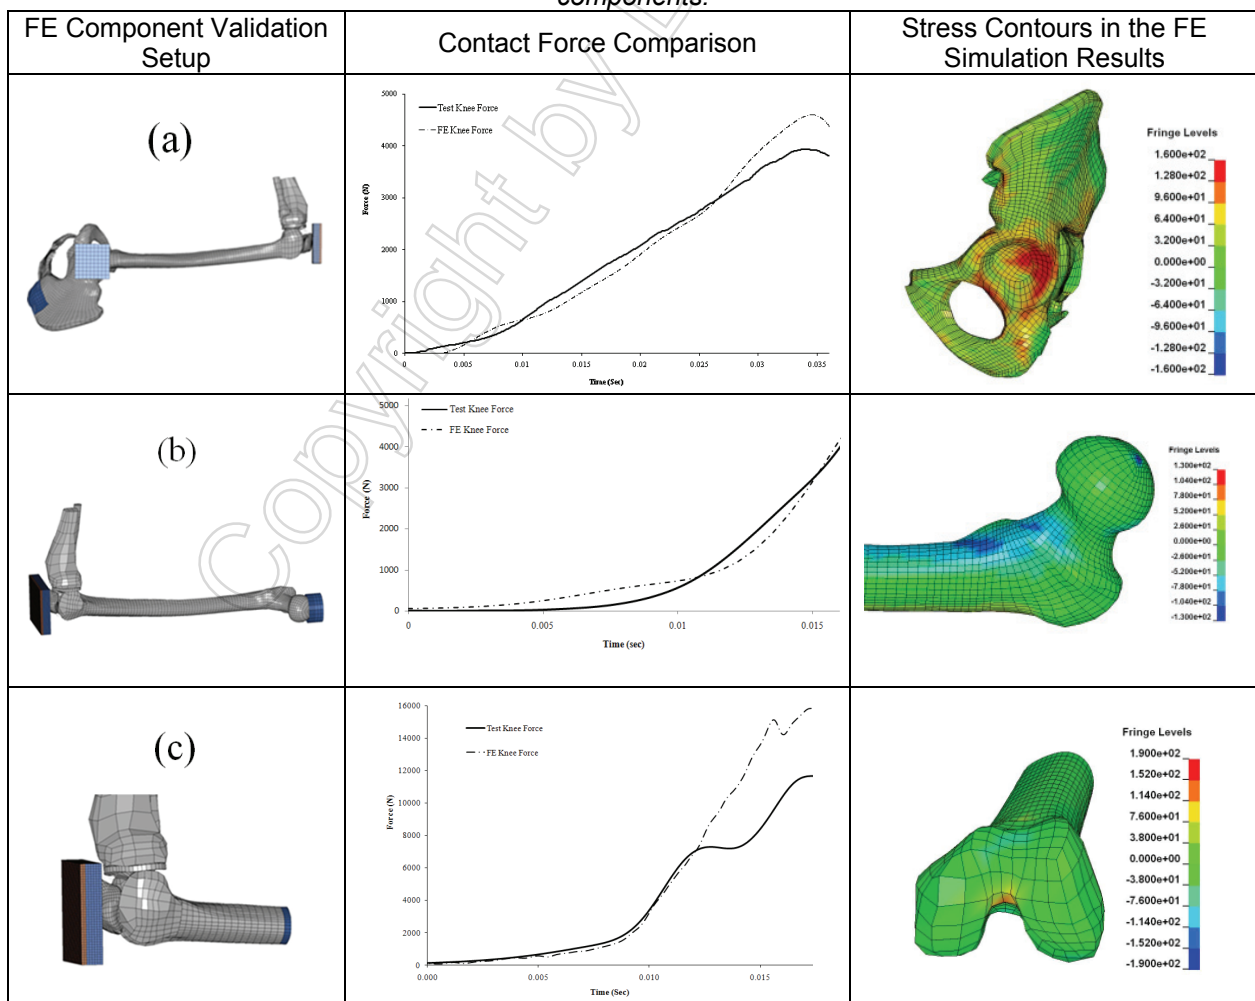 components.
FE Component Validation
Setup
Contact Force Comparison
Stress Contours in the FE
Simulation Results
(a)
5000
4000
3000
2000
1000
0
Force (N)
Test Knee Force
FE Knee Force
0
0.005
0.01
0.015
0.02
0.025
0.03
0.035
Time (Sec)
Fringe Levels
1.600e+02
1.280e+02
9.600e+01
6.400e+01
3.200e+01
0.000e+00
-3.200e+01
-6.400e+01
-9.600e+01
-1.280e+02
-1.600e+02
(b)
5000
4000
3000
2000
1000
0
Force (N)
Test Knee Force
FE Knee Force
0
0.005
0.01
0.015
Time (sec)
Fringe Levels
1.300e+02
1.040e+02
7.800e+01
5.200e+01
2.600e+01
0.000e+00
-2.600e+01
-5.200e+01
-7.800e+01
-1.040e+02
-1.300e+02
(c)
16000
14000
12000
10000
8000
6000
4000
2000
0
Force (N)
Test Knee Force
FE Knee Force
0.000
0.005
0.010
0.015
Time (Sec)
Fringe Levels
1.900e+02
1.520e+02
1.140e+02
7.600e+01
3.800e+01
0.000e+00
-3.800e+01
-7.600e+01
-1.140e+02
-1.520e+02
-1.900e+02
Copyright by